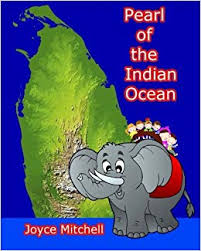 Pearl
of
the
Indian
Ocean
Joyce Mitchell